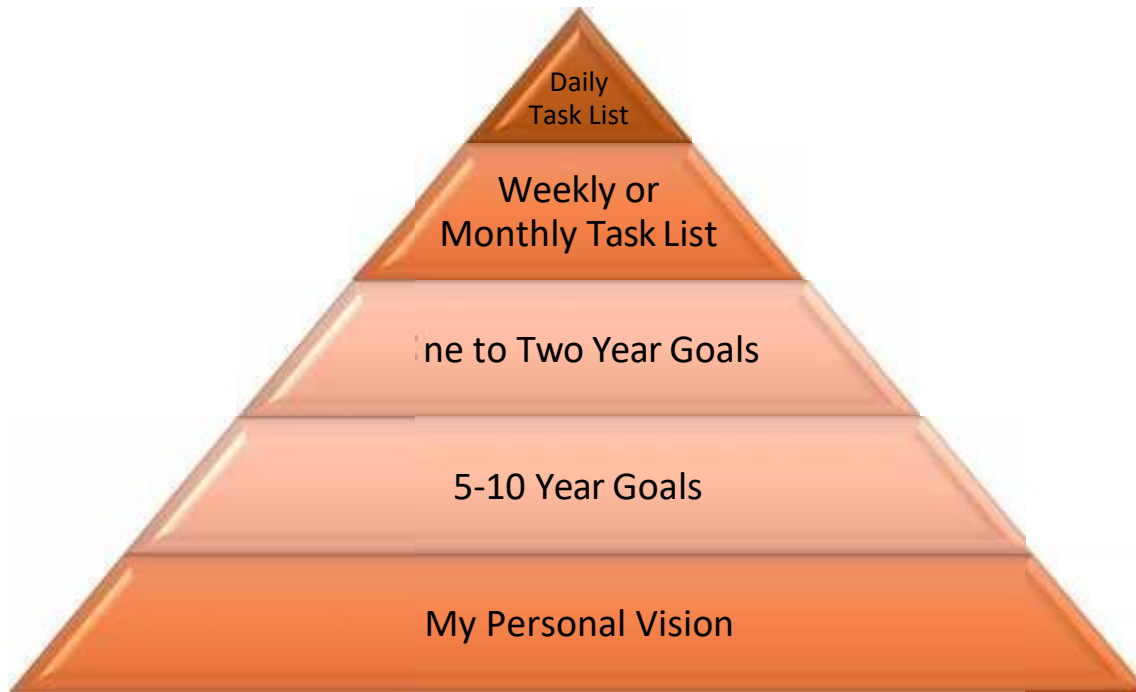 Daily
Task List
Weekly or
Monthly Task List
ne to Two Year Goals
5-10 Year Goals
My Personal Vision